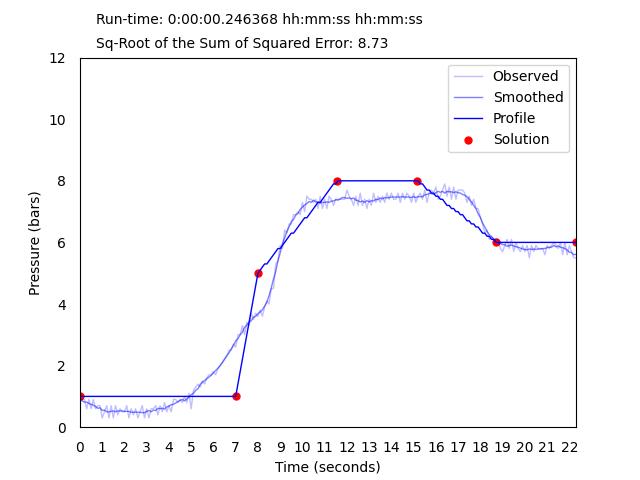 Run-time: 0:00:00.246368 hh:mm:ss hh:mm:ss
Sq-Root of the Sum of Squared Error: 8.73
12
10
8
6
4
2
0
Pressure (bars)
Observed
Smoothed
Profile
Solution
0 1 2 3 4 5 6 7 8 9 10 11 12 13 14 15 16 17 18 19 20 21 22
Time (seconds)